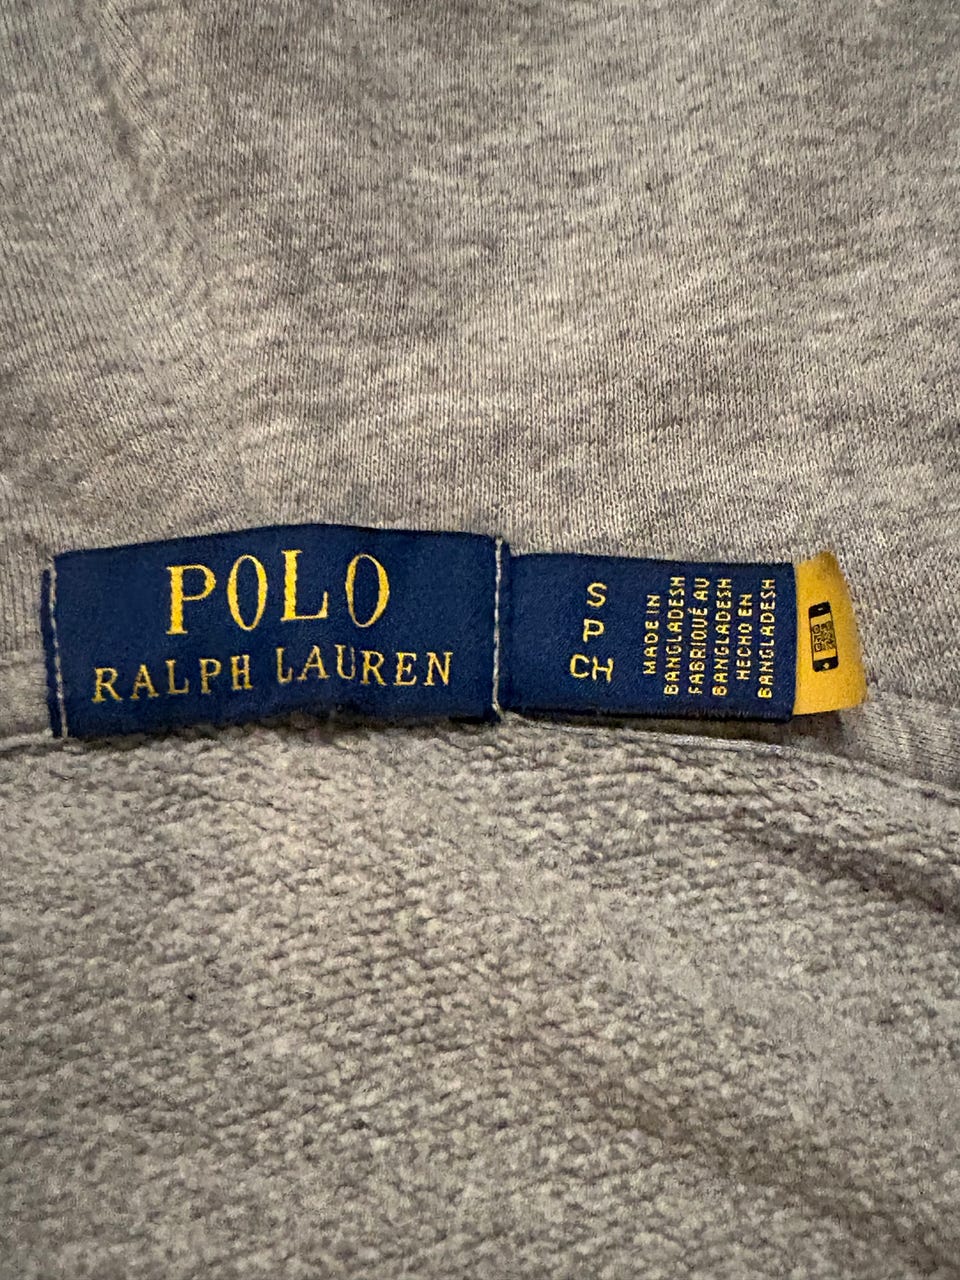 POLO
RALPH LAUREN
S
P
CH
MADE IN
BANGLADESH
FABRIQUÉ AU
BANGLADESH
HECHO EN
BANGLADESH